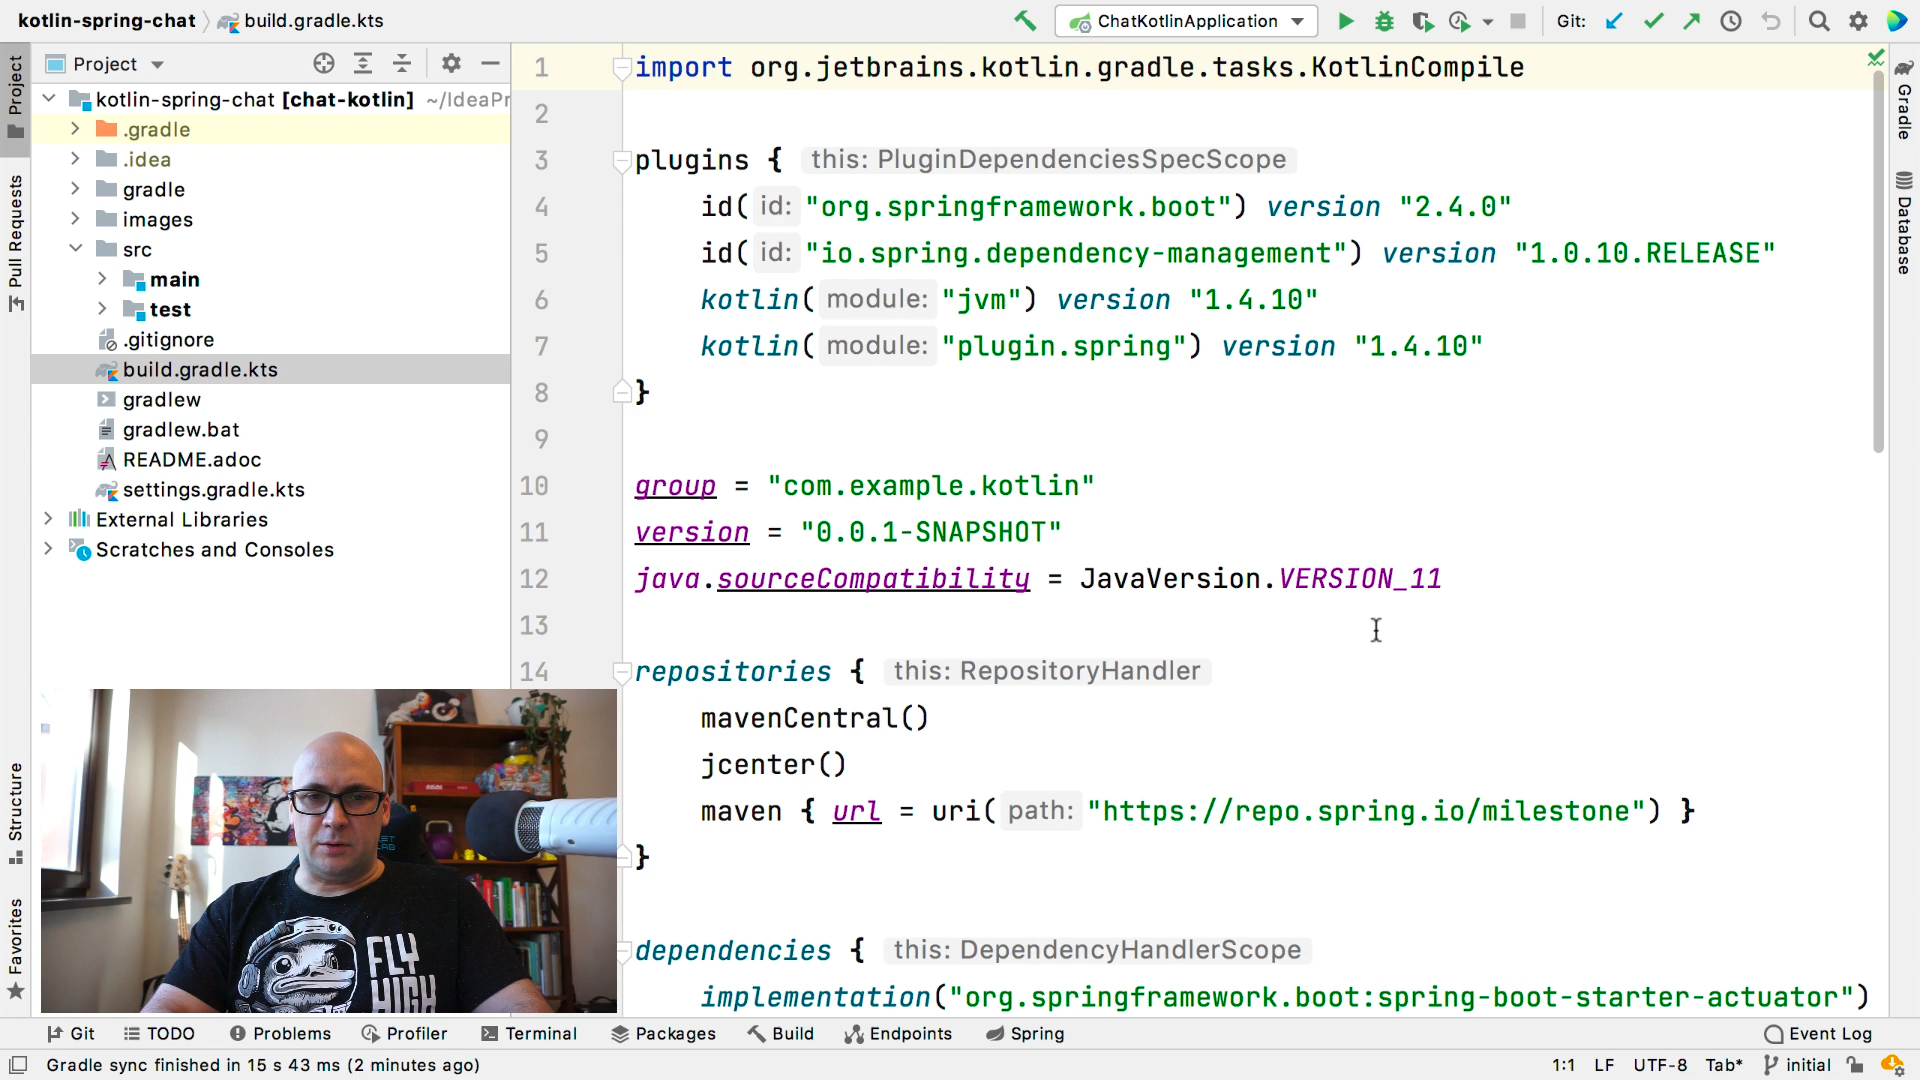 kotlin-spring-chat
build.gradle.kts
ChatKotlinApplication
Git:
Project
Pull Requests
Structure
Favorites
Project
kotlin-spring-chat [chat-kotlin] ~/IdeaPr
.gradle
.idea
gradle
images
src
main
test
.gitignore
build.gradle.kts
gradlew
gradlew.bat
README.adoc
settings.gradle.kts
External Libraries
Scratches and Consoles
1 import org.jetbrains.kotlin.gradle.tasks.KotlinCompile
2
3 plugins { this: PluginDependenciesSpecScope
4 id( id: "org.springframework.boot") version "2.4.0"
5 id( id: "io.spring.dependency-management") version "1.0.10.RELEASE"
6 kotlin( module: "jvm") version "1.4.10"
7 kotlin( module: "plugin.spring") version "1.4.10"
8 }
9
10 group = "com.example.kotlin"
11 version = "0.0.1-SNAPSHOT"
12 java.sourceCompatibility = JavaVersion.VERSION_11
13
14 repositories { this: RepositoryHandler
mavenCentral()
jcenter()
maven { url = uri( path: "https://repo.spring.io/milestone") }
}
dependencies { this: DependencyHandlerScope
implementation("org.springframework.boot:spring-boot-starter-actuator")
Gradle
Database
FLY
HIGH
Git
TODO
Problems
Profiler
Terminal
Packages
Build
Endpoints
Spring
Event Log
Gradle sync finished in 15 s 43 ms (2 minutes ago)
1:1
LF
UTF-8
Tab*
initial